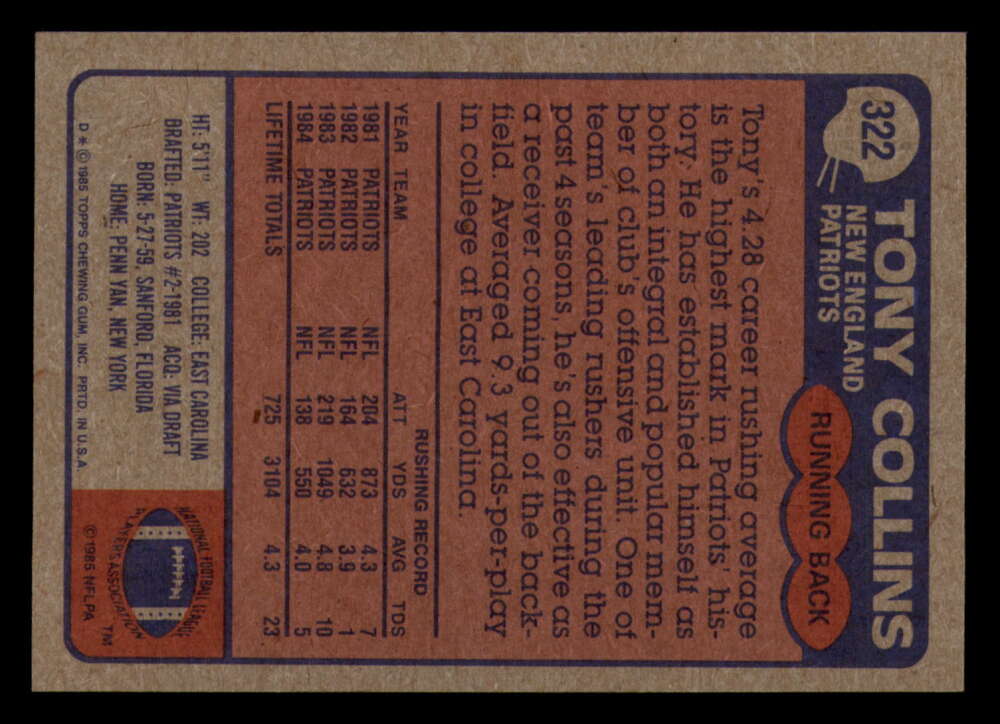 322
TONY COLLINS
NEW ENGLAND
PATRIOTS
RUNNING BACK
Tony's 4.28 career rushing average
is the highest mark in Patriots' his-
tory. He has established himself as
both an integral and popular mem-
ber of club's offensive unit. One of
team's leading rushers during the
past 4 seasons, he's also effective as
a receiver coming out of the back-
field. Averaged 9.3 yards-per-play
in college at East Carolina.
RUSHING RECORD
YEAR TEAM ATT YDS AVG TDS
1981 PATRIOTS NFL 204 873 4.3 7
1982 PATRIOTS NFL 164 632 3.9 1
1983 PATRIOTS NFL 219 1049 4.8 10
1984 PATRIOTS NFL 138 550 4.0 5
LIFETIME TOTALS 725 3104 4.3 23
HT: 5'11" WT: 202 COLLEGE: EAST CAROLINA
DRAFTED: PATRIOTS #2-1981 ACQ. VIA DRAFT
BORN: 5-27-59, SANFORD, FLORIDA
HOME: PENN YAN, NEW YORK
D * © 1985 TOPPS CHEWING GUM, INC. PRTD. IN U.S.A.
NATIONAL FOOTBALL LEAGUE
PLAYERS ASSOCIATION
TM
© 1985 NFLPA